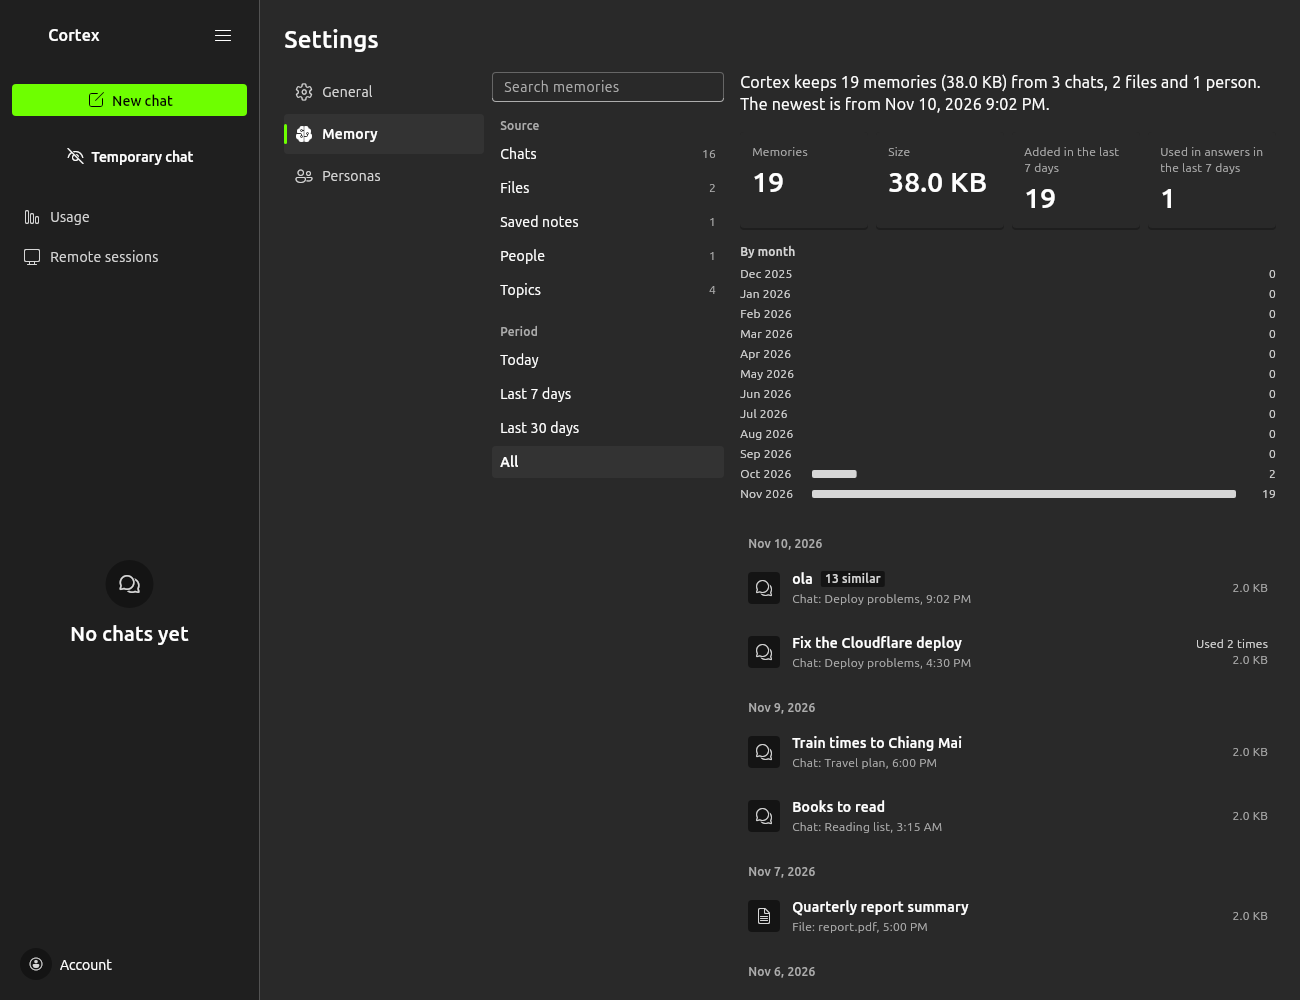 Cortex
New chat
Temporary chat
Usage
Remote sessions
No chats yet
Account
Settings
General
Memory
Personas
Search memories
Source
Chats 16
Files 2
Saved notes 1
People 1
Topics 4
Period
Today
Last 7 days
Last 30 days
All
Cortex keeps 19 memories (38.0 KB) from 3 chats, 2 files and 1 person.
The newest is from Nov 10, 2026 9:02 PM.
Memories
19
Size
38.0 KB
Added in the last
7 days
19
Used in answers in
the last 7 days
1
By month
Dec 2025 0
Jan 2026 0
Feb 2026 0
Mar 2026 0
Apr 2026 0
May 2026 0
Jun 2026 0
Jul 2026 0
Aug 2026 0
Sep 2026 0
Oct 2026 2
Nov 2026 19
Nov 10, 2026
ola 13 similar
Chat: Deploy problems, 9:02 PM
2.0 KB
Fix the Cloudflare deploy
Chat: Deploy problems, 4:30 PM
Used 2 times
2.0 KB
Nov 9, 2026
Train times to Chiang Mai
Chat: Travel plan, 6:00 PM
2.0 KB
Books to read
Chat: Reading list, 3:15 AM
2.0 KB
Nov 7, 2026
Quarterly report summary
File: report.pdf, 5:00 PM
2.0 KB
Nov 6, 2026